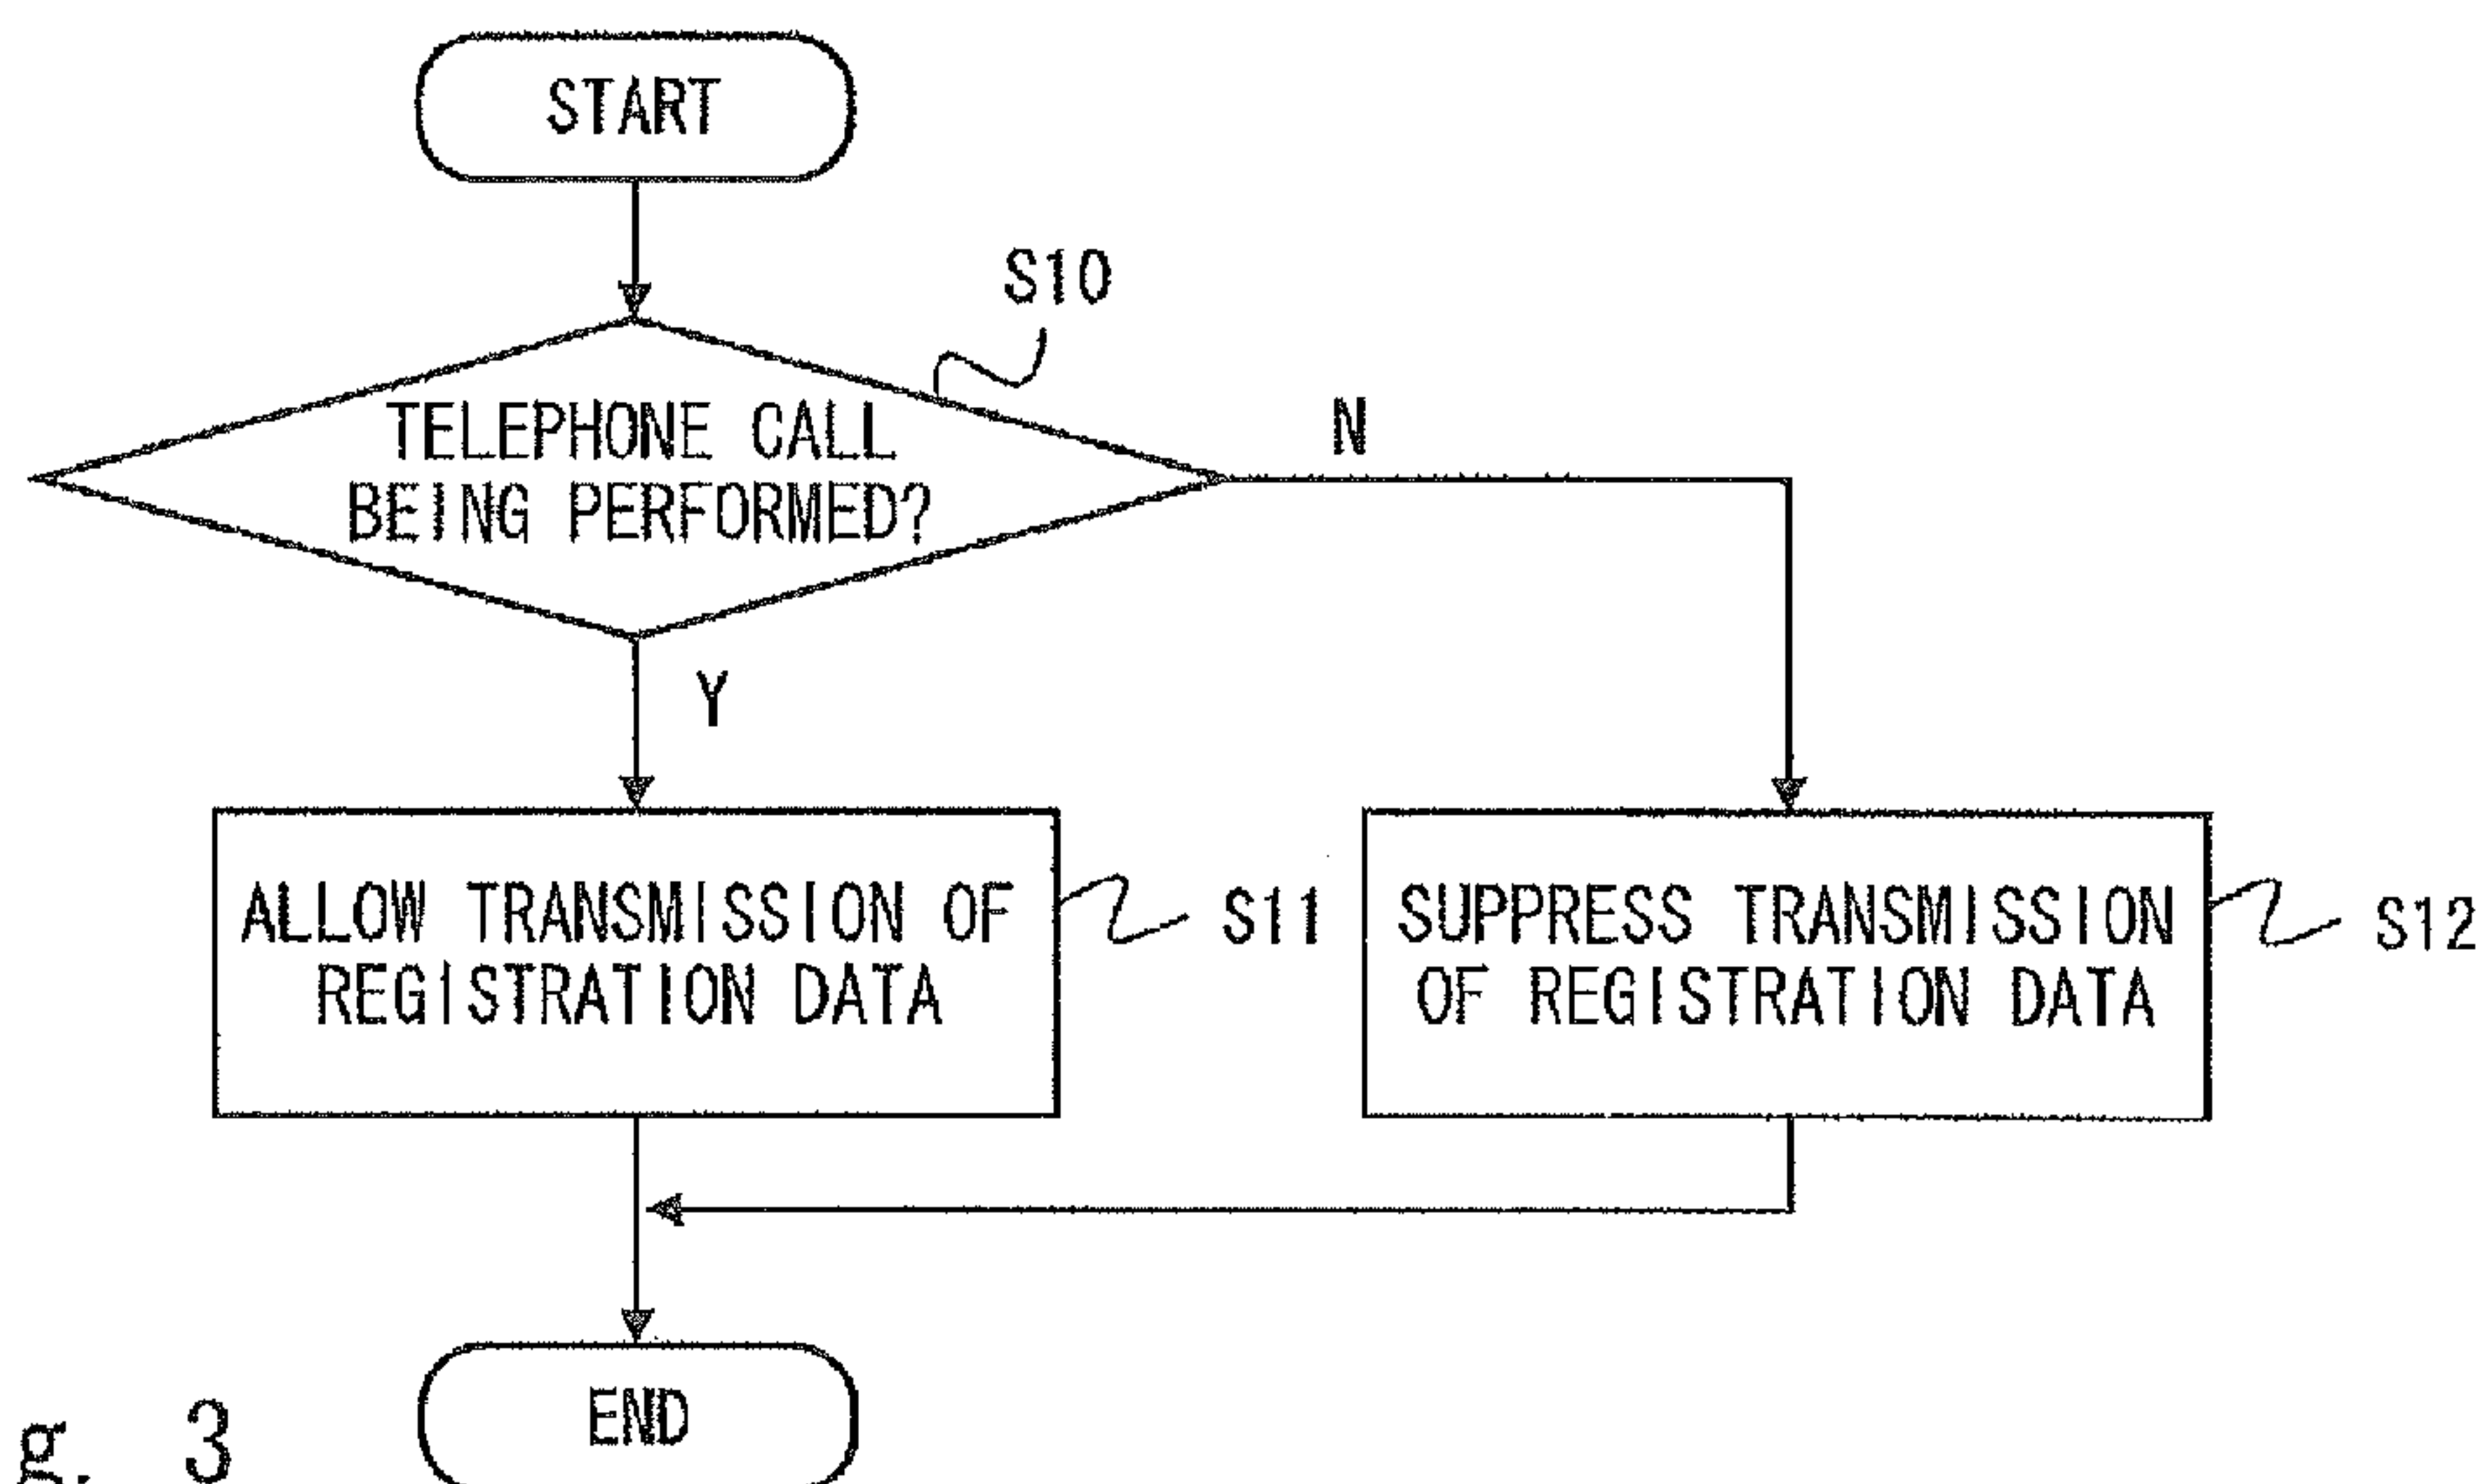 START
S10
TELEPHONE CALL
BEING PERFORMED?
N
Y
ALLOW TRANSMISSION OF
REGISTRATION DATA
S11
SUPPRESS TRANSMISSION
OF REGISTRATION DATA
S12
END
g. 3